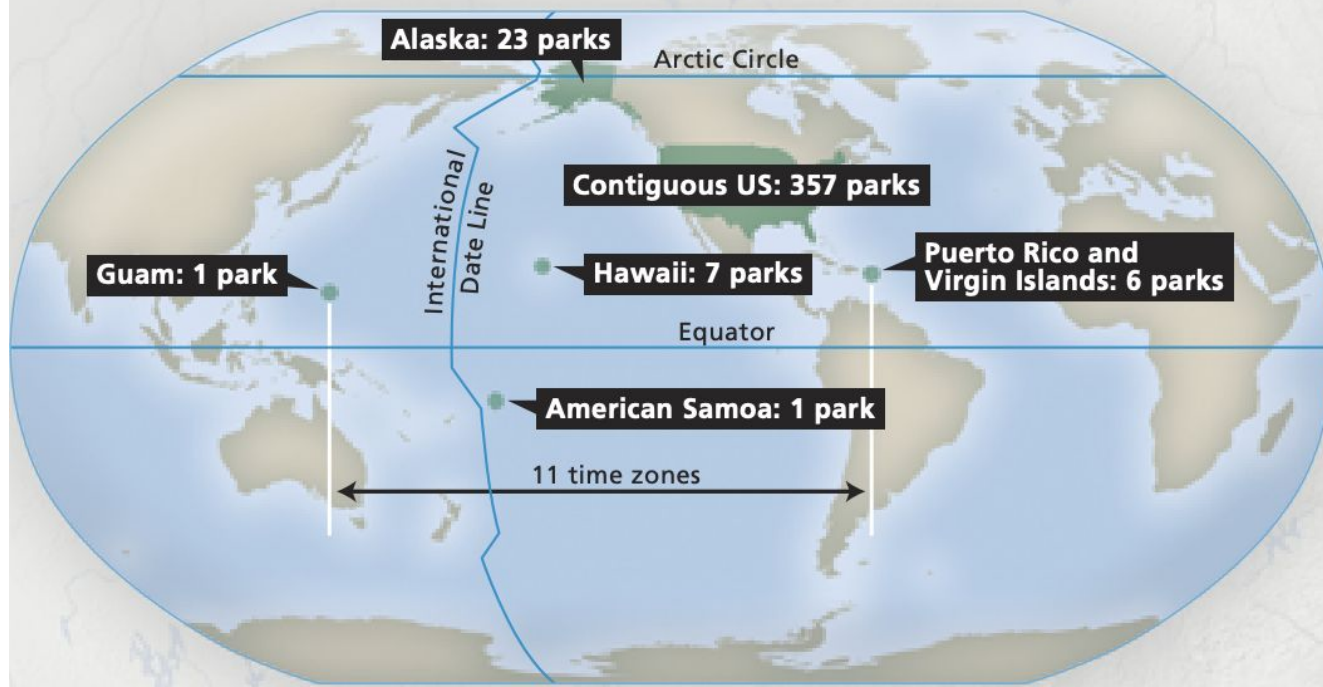 Alaska: 23 parks
Arctic Circle
International
Date Line
Contiguous US: 357 parks
Guam: 1 park
Hawaii: 7 parks
Puerto Rico and
Virgin Islands: 6 parks
Equator
American Samoa: 1 park
11 time zones